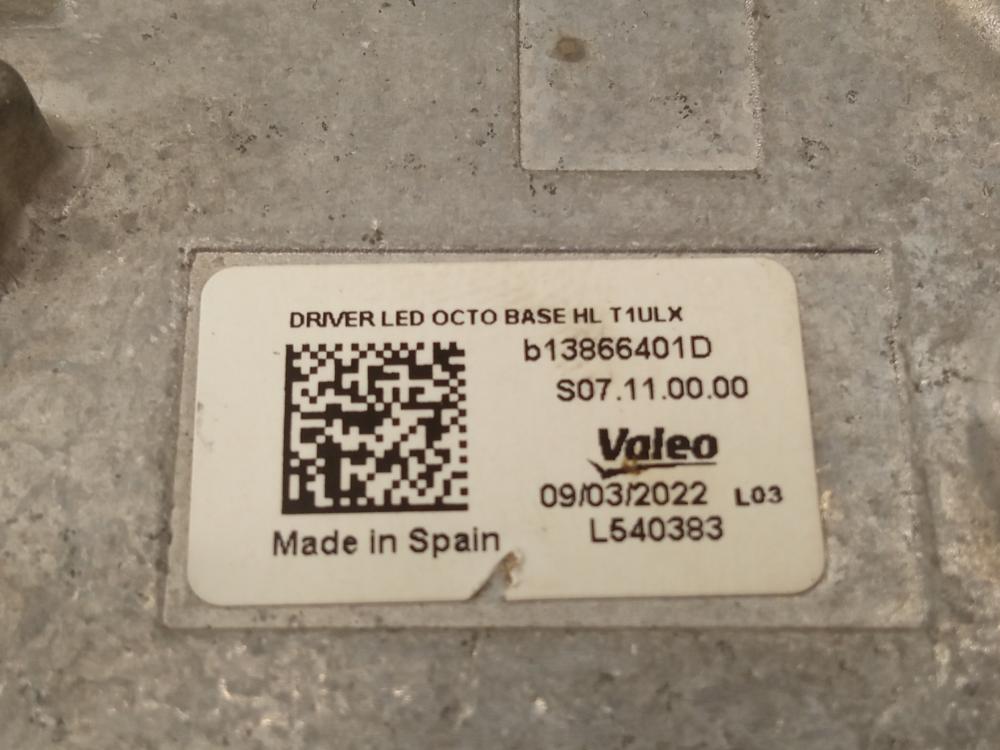 DRIVER LED OCTO BASE HL T1ULX
b13866401D
S07.11.00.00
Valeo
09/03/2022 L03
L540383
Made in Spain